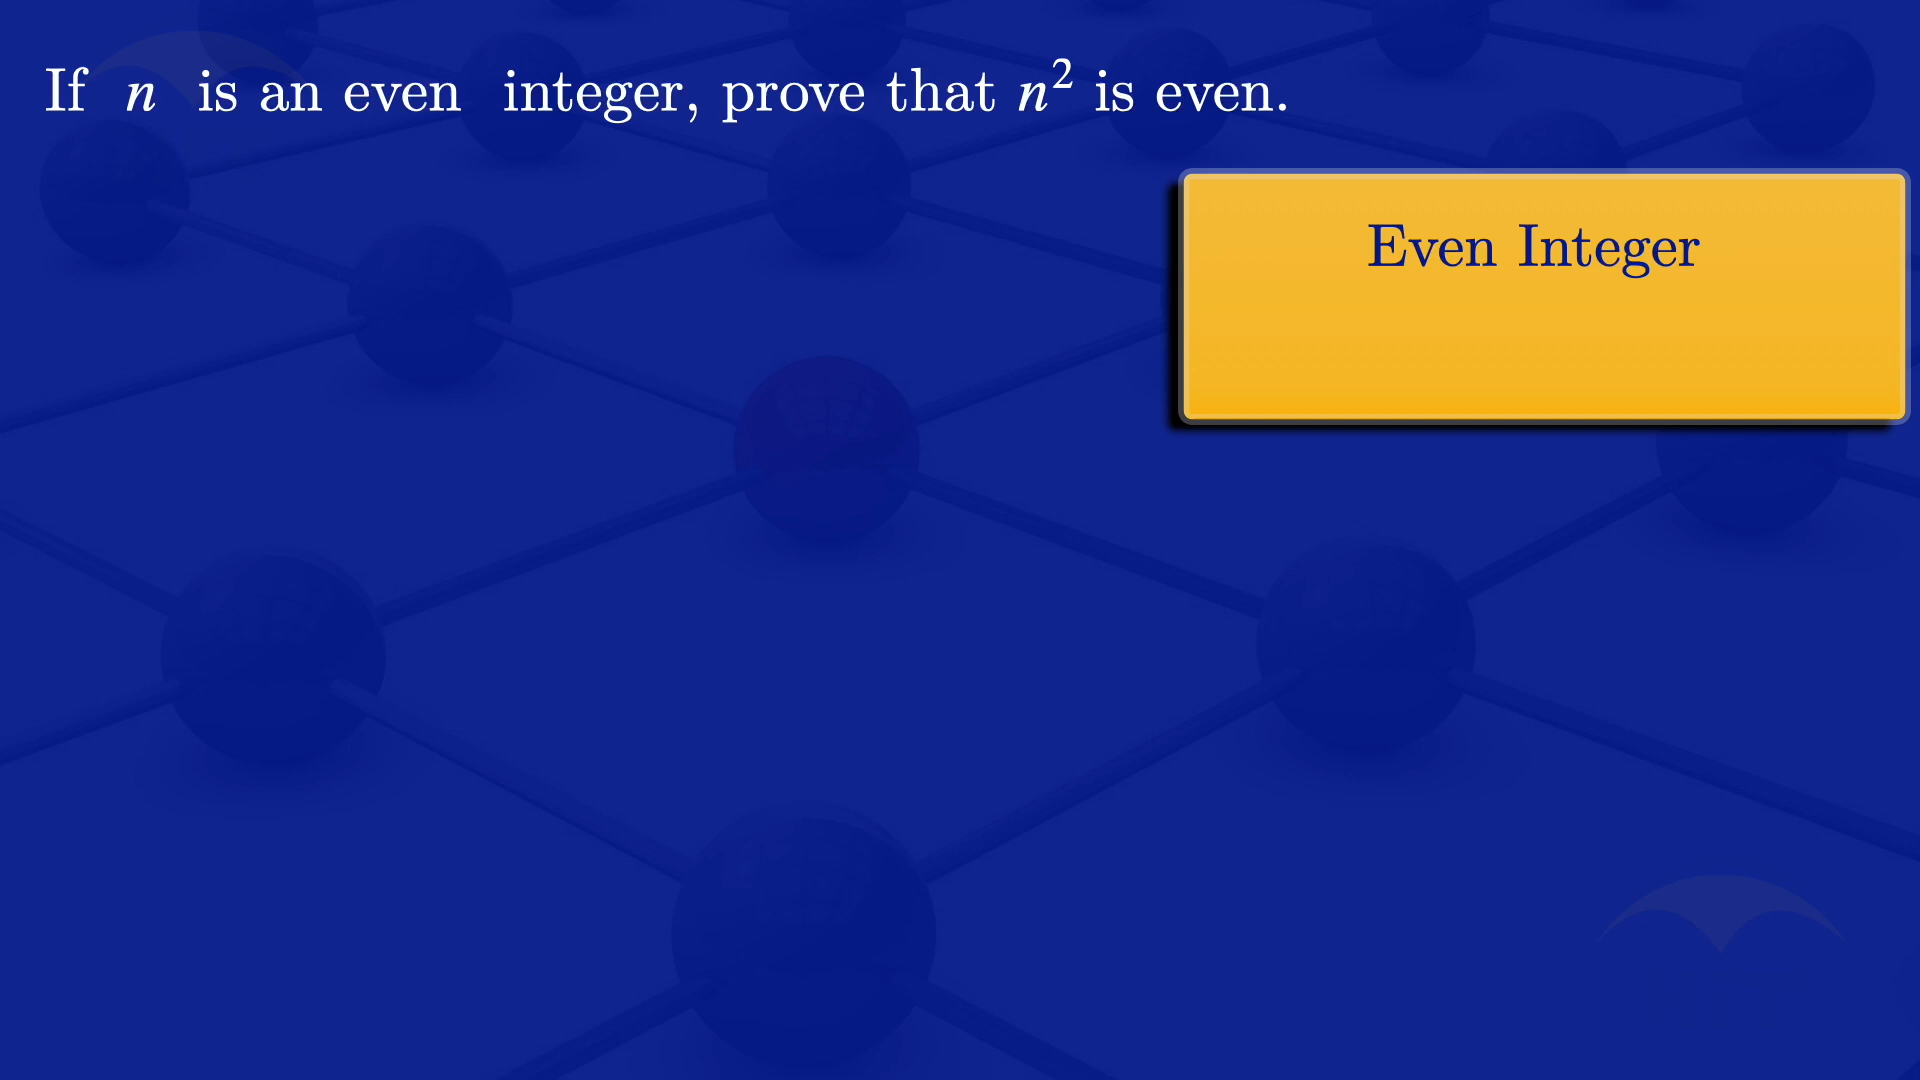 If n is an even integer, prove that n² is even.
Even Integer